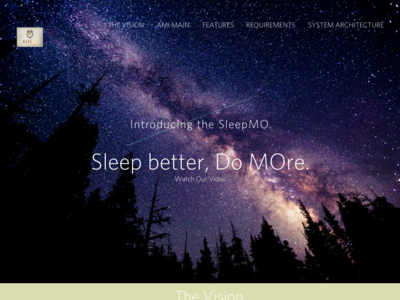 THE VISION AMI MAIN FEATURES REQUIREMENTS SYSTEM ARCHITECTURE
Introducing the SleepMO.
Sleep better, Do MOre.
Watch Our Video
The Vision